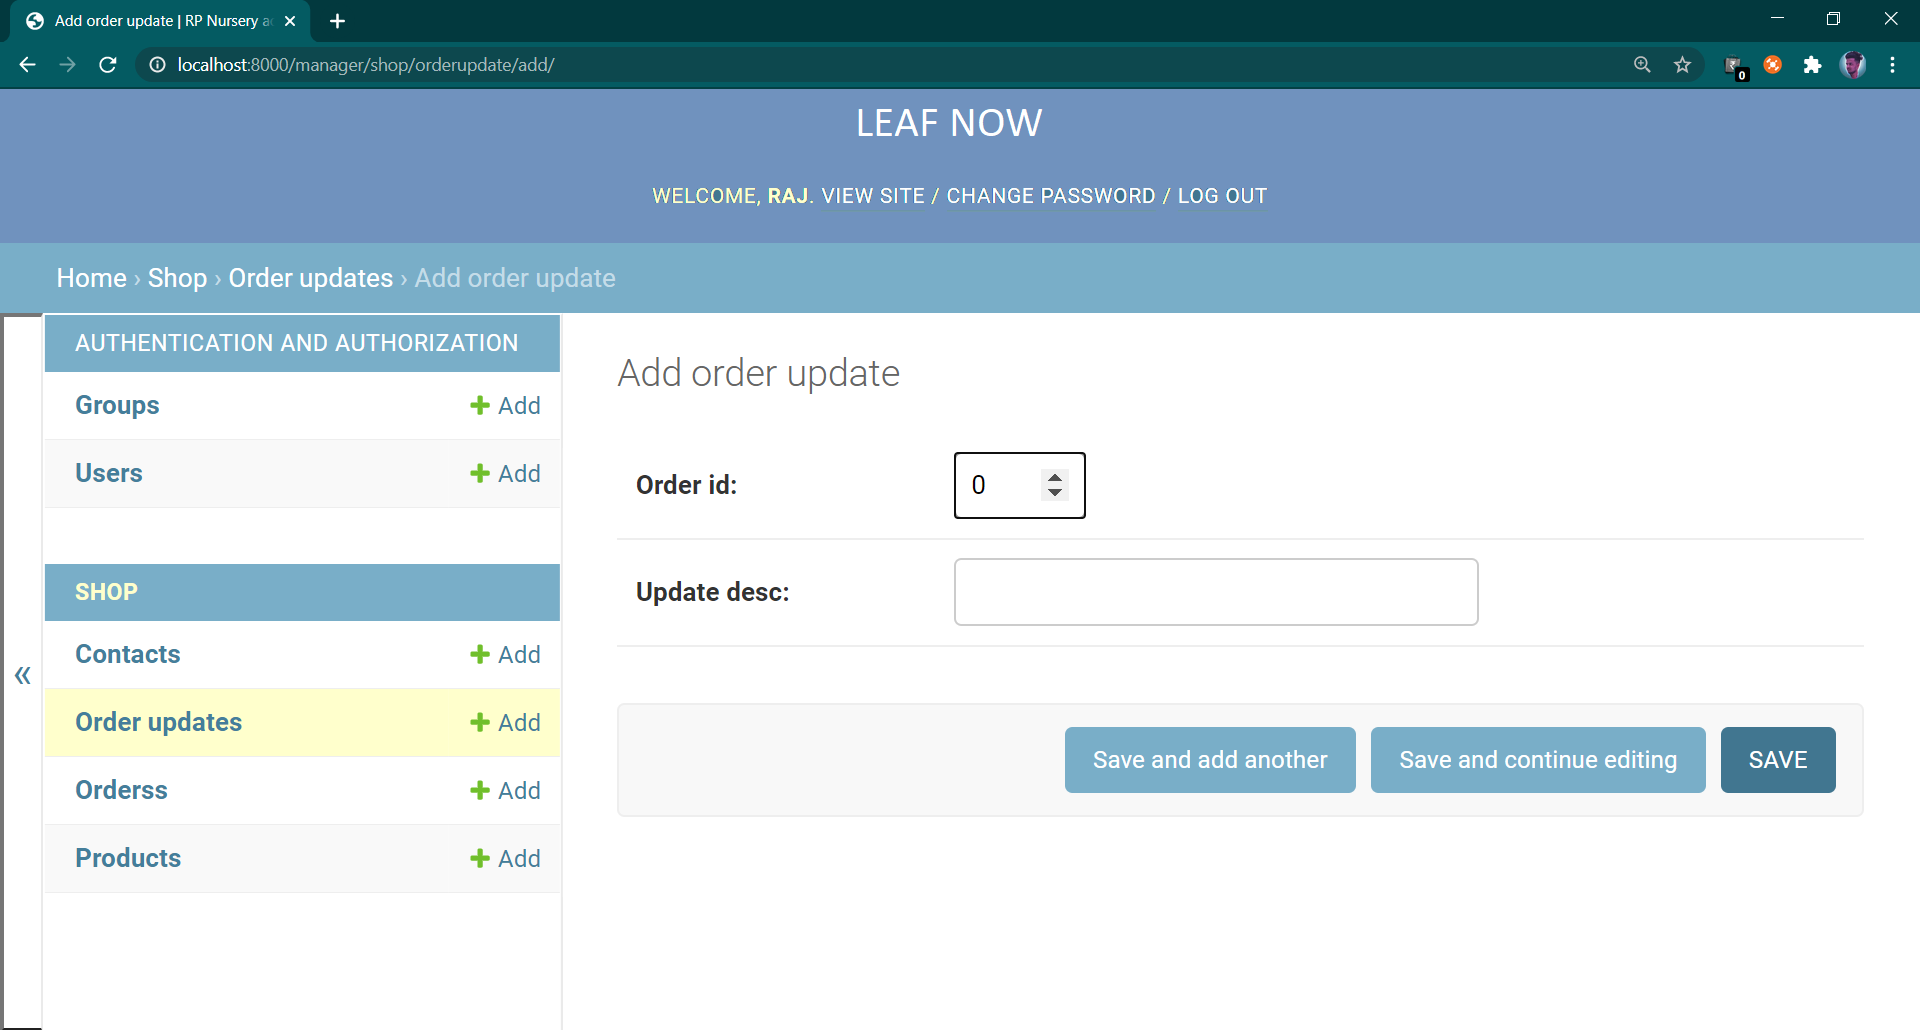 Add order update | RP Nursery a
localhost:8000/manager/shop/orderupdate/add/
0
LEAF NOW
WELCOME, RAJ. VIEW SITE / CHANGE PASSWORD / LOG OUT
Home › Shop › Order updates › Add order update
AUTHENTICATION AND AUTHORIZATION
Groups
Add
Users
Add
SHOP
Contacts
Add
Order updates
Add
Orderss
Add
Products
Add
«
Add order update
Order id:
0
Update desc:
Save and add another
Save and continue editing
SAVE